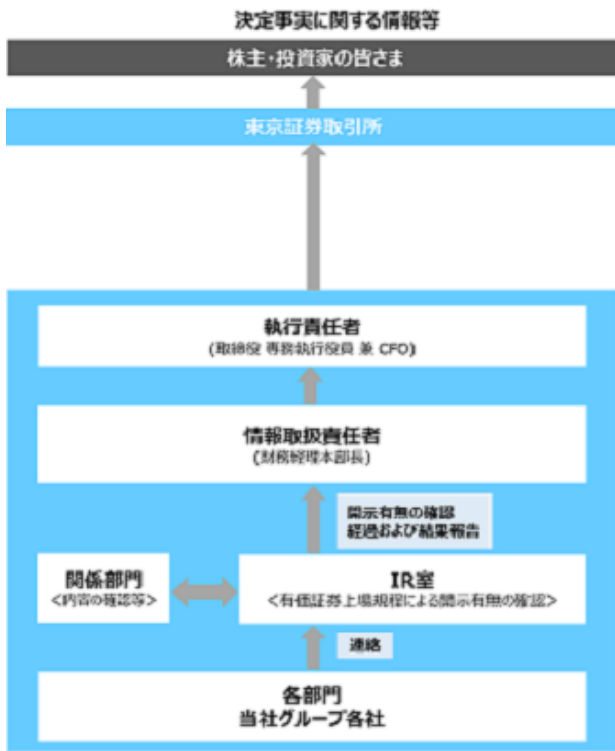 決定事実に関する情報等
株主・投資家の皆さま
東京証券取引所
執行責任者
(取締役 専務執行役員 兼 CFO)
情報取扱責任者
(財務経理本部長)
開示有無の確認
経過および結果報告
関係部門
<内容の確認等>
IR室
<有価証券上場規程による開示有無の確認>
連絡
各部門
当社グループ各社